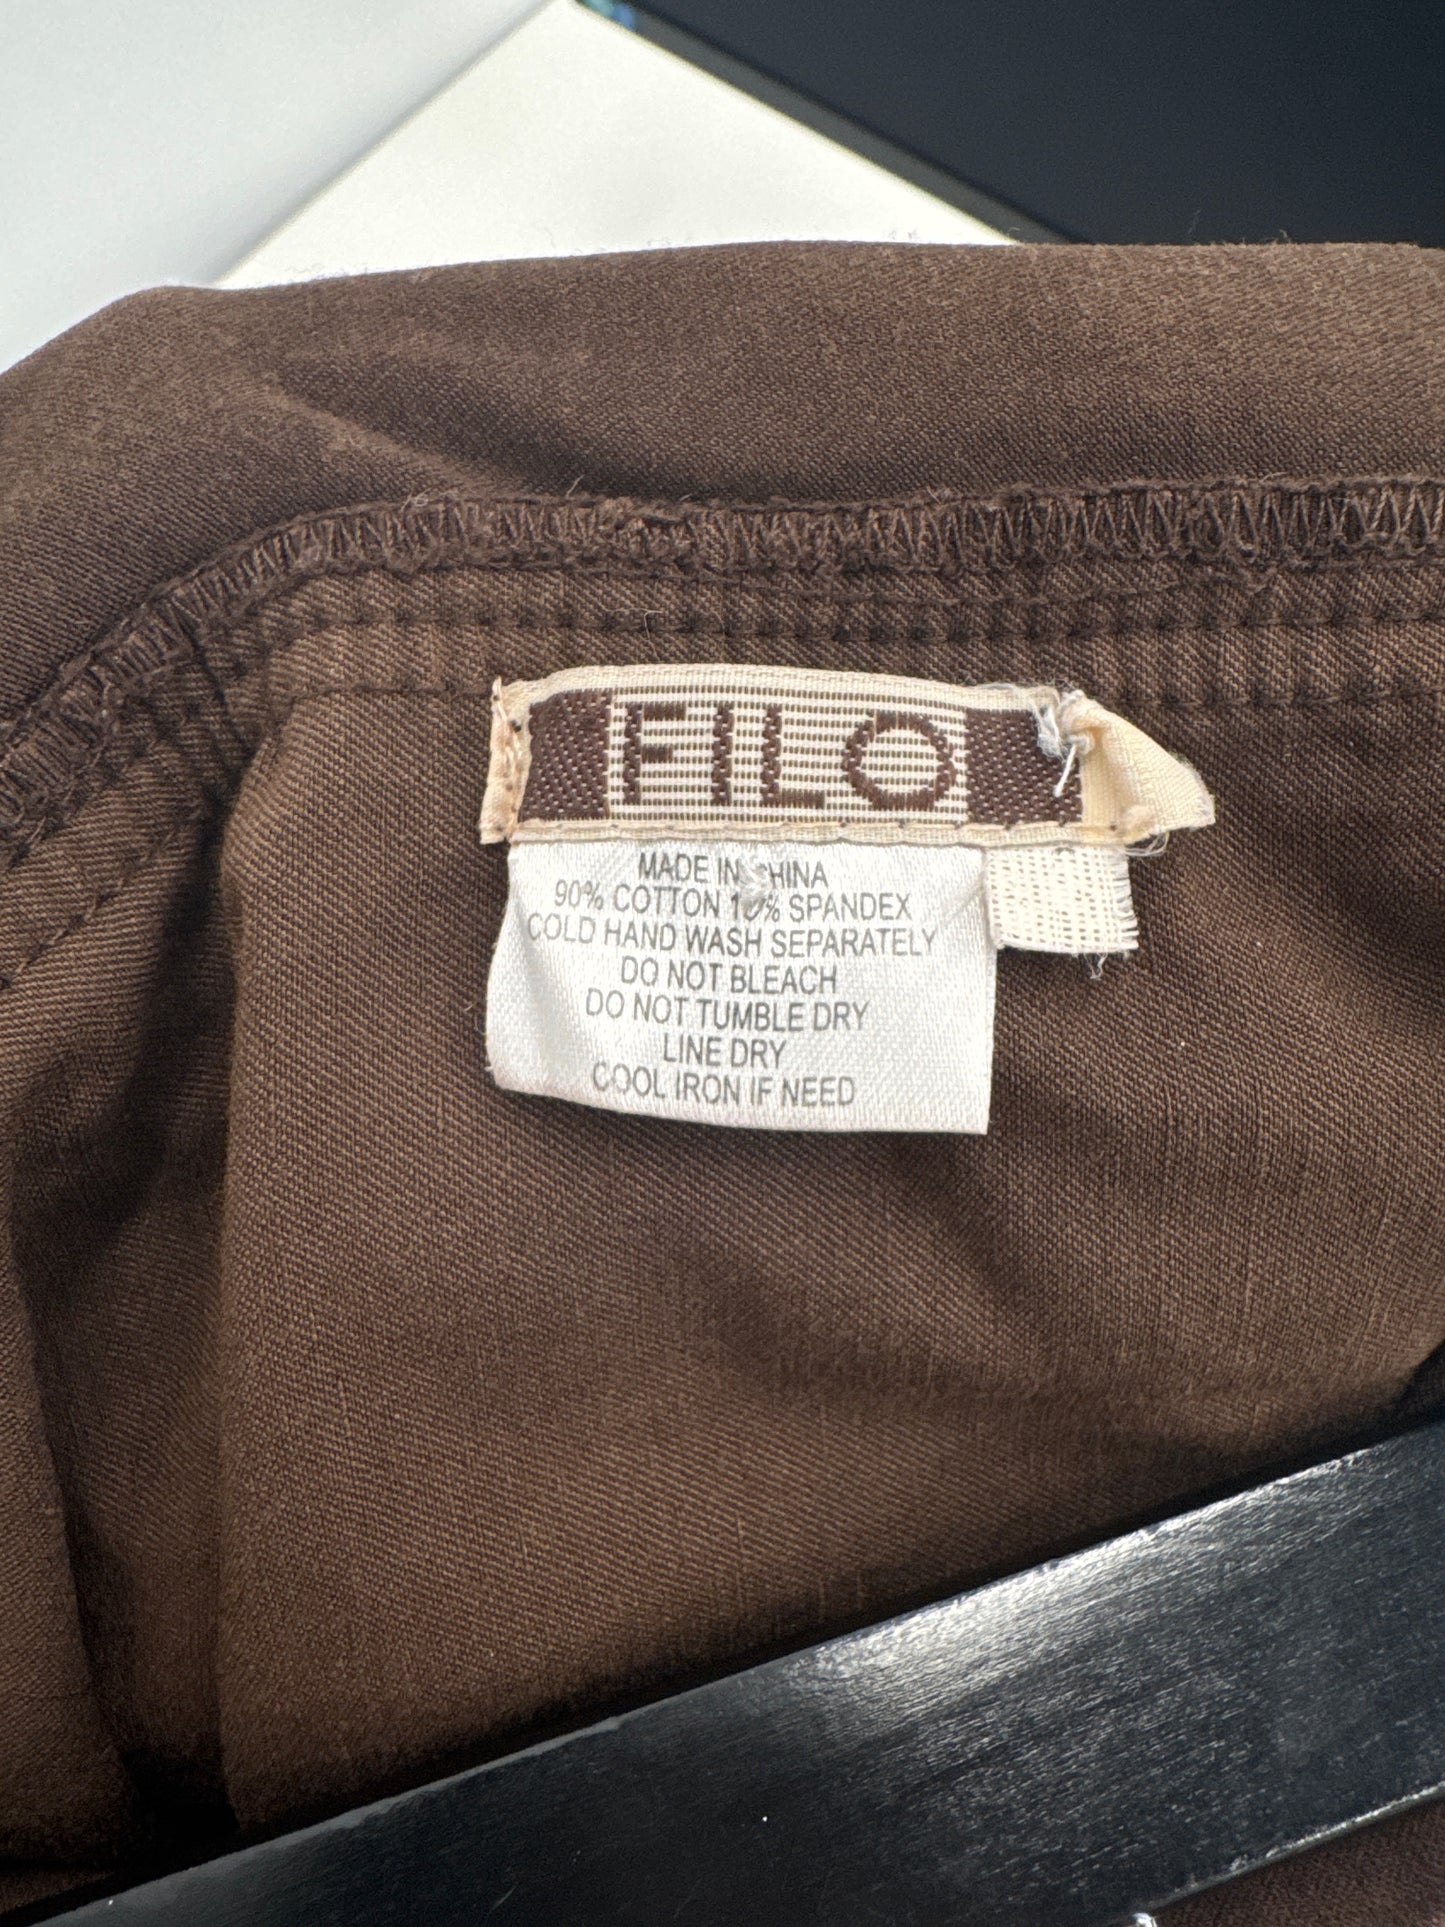 FILO
MADE IN CHINA
90% COTTON 10% SPANDEX
COLD HAND WASH SEPARATELY
DO NOT BLEACH
DO NOT TUMBLE DRY
LINE DRY
COOL IRON IF NEED